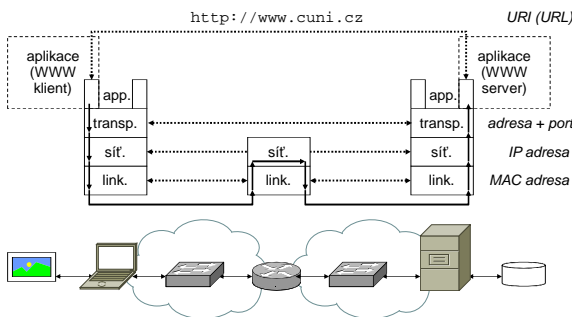 http://www.cuni.cz
URI (URL)
aplikace
(WWW
klient)
aplikace
(WWW
server)
app.
app.
transp.
transp.
adresa + port
síť.
síť.
síť.
IP adresa
link.
link.
link.
MAC adresa